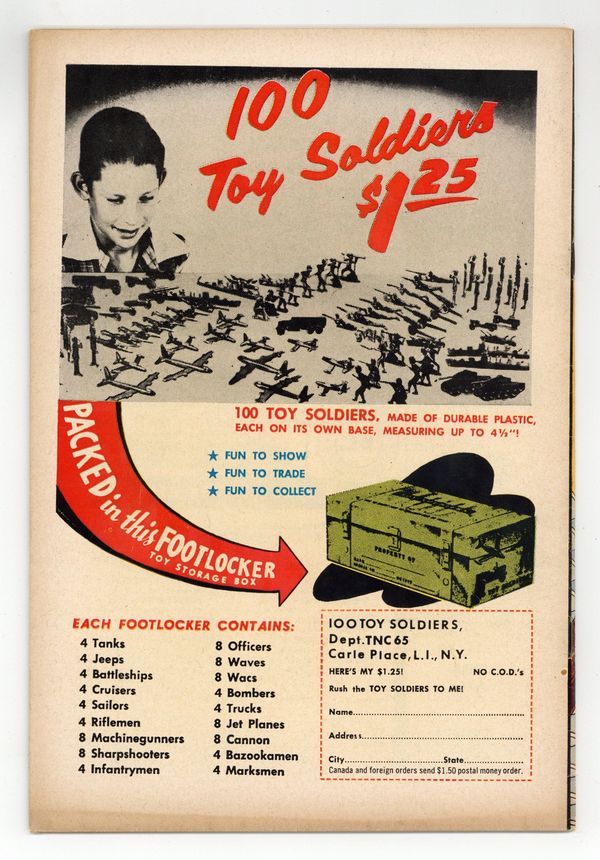 100
Toy Soldiers
$1.25
100 TOY SOLDIERS, MADE OF DURABLE PLASTIC,
EACH ON ITS OWN BASE, MEASURING UP TO 4½"!
★ FUN TO SHOW
★ FUN TO TRADE
★ FUN TO COLLECT
PACKED in this FOOTLOCKER
TOY STORAGE BOX
PROPERTY OF
EACH FOOTLOCKER CONTAINS:
4 Tanks
4 Jeeps
4 Battleships
4 Cruisers
4 Sailors
4 Riflemen
8 Machinegunners
8 Sharpshooters
4 Infantrymen
8 Officers
8 Waves
8 Wacs
4 Bombers
4 Trucks
8 Jet Planes
8 Cannon
4 Bazookamen
4 Marksmen
100 TOY SOLDIERS,
Dept. TNC 65
Carle Place, L.I., N.Y.
HERE'S MY $1.25! NO C.O.D.'s
Rush the TOY SOLDIERS TO ME!
Name
Address
City State
Canada and foreign orders send $1.50 postal money order.